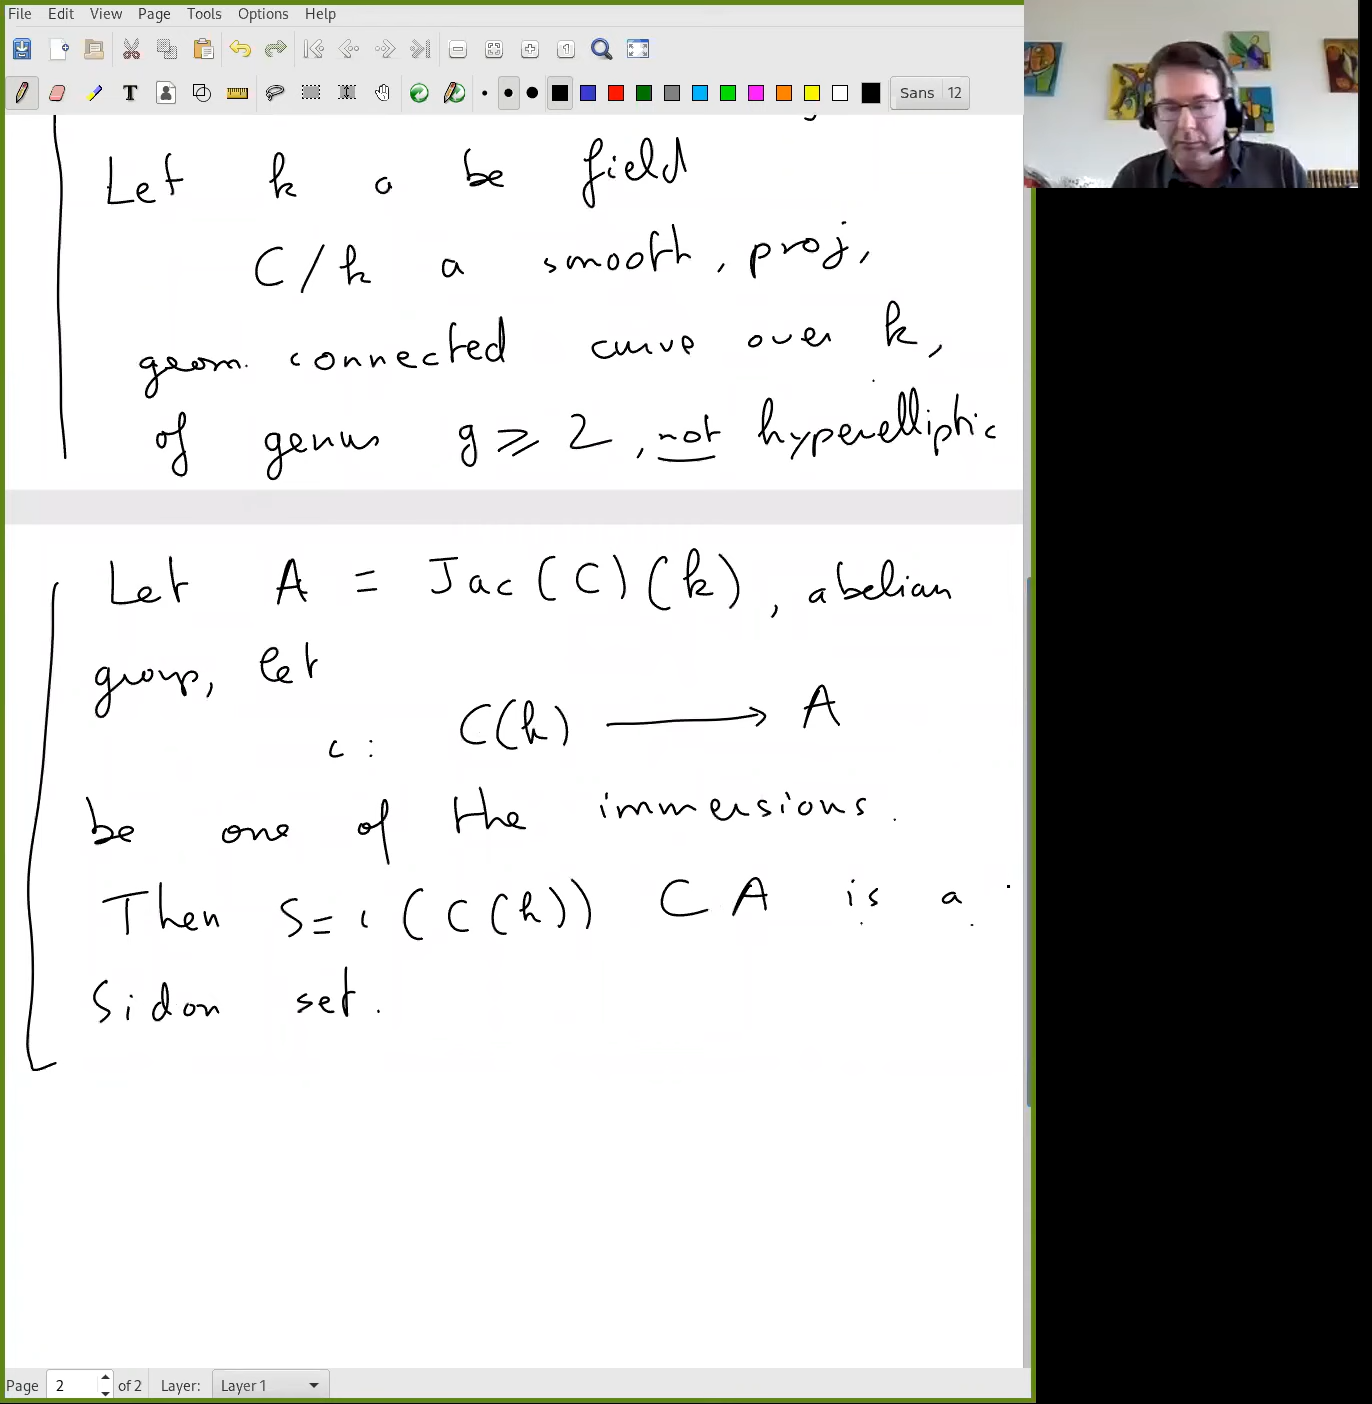 File Edit View Page Tools Options Help
Sans 12
Let k a be field
C/k a smooth, proj,
geom. connected curve over k,
of genus g ⩾ 2, not hyperelliptic
Let A = Jac(C)(k), abelian
group, let
ι : C(k) ⟶ A
be one of the immersions.
Then S = ι(C(k)) ⊂ A is a
Sidon set.
Page 2 of 2 Layer: Layer 1